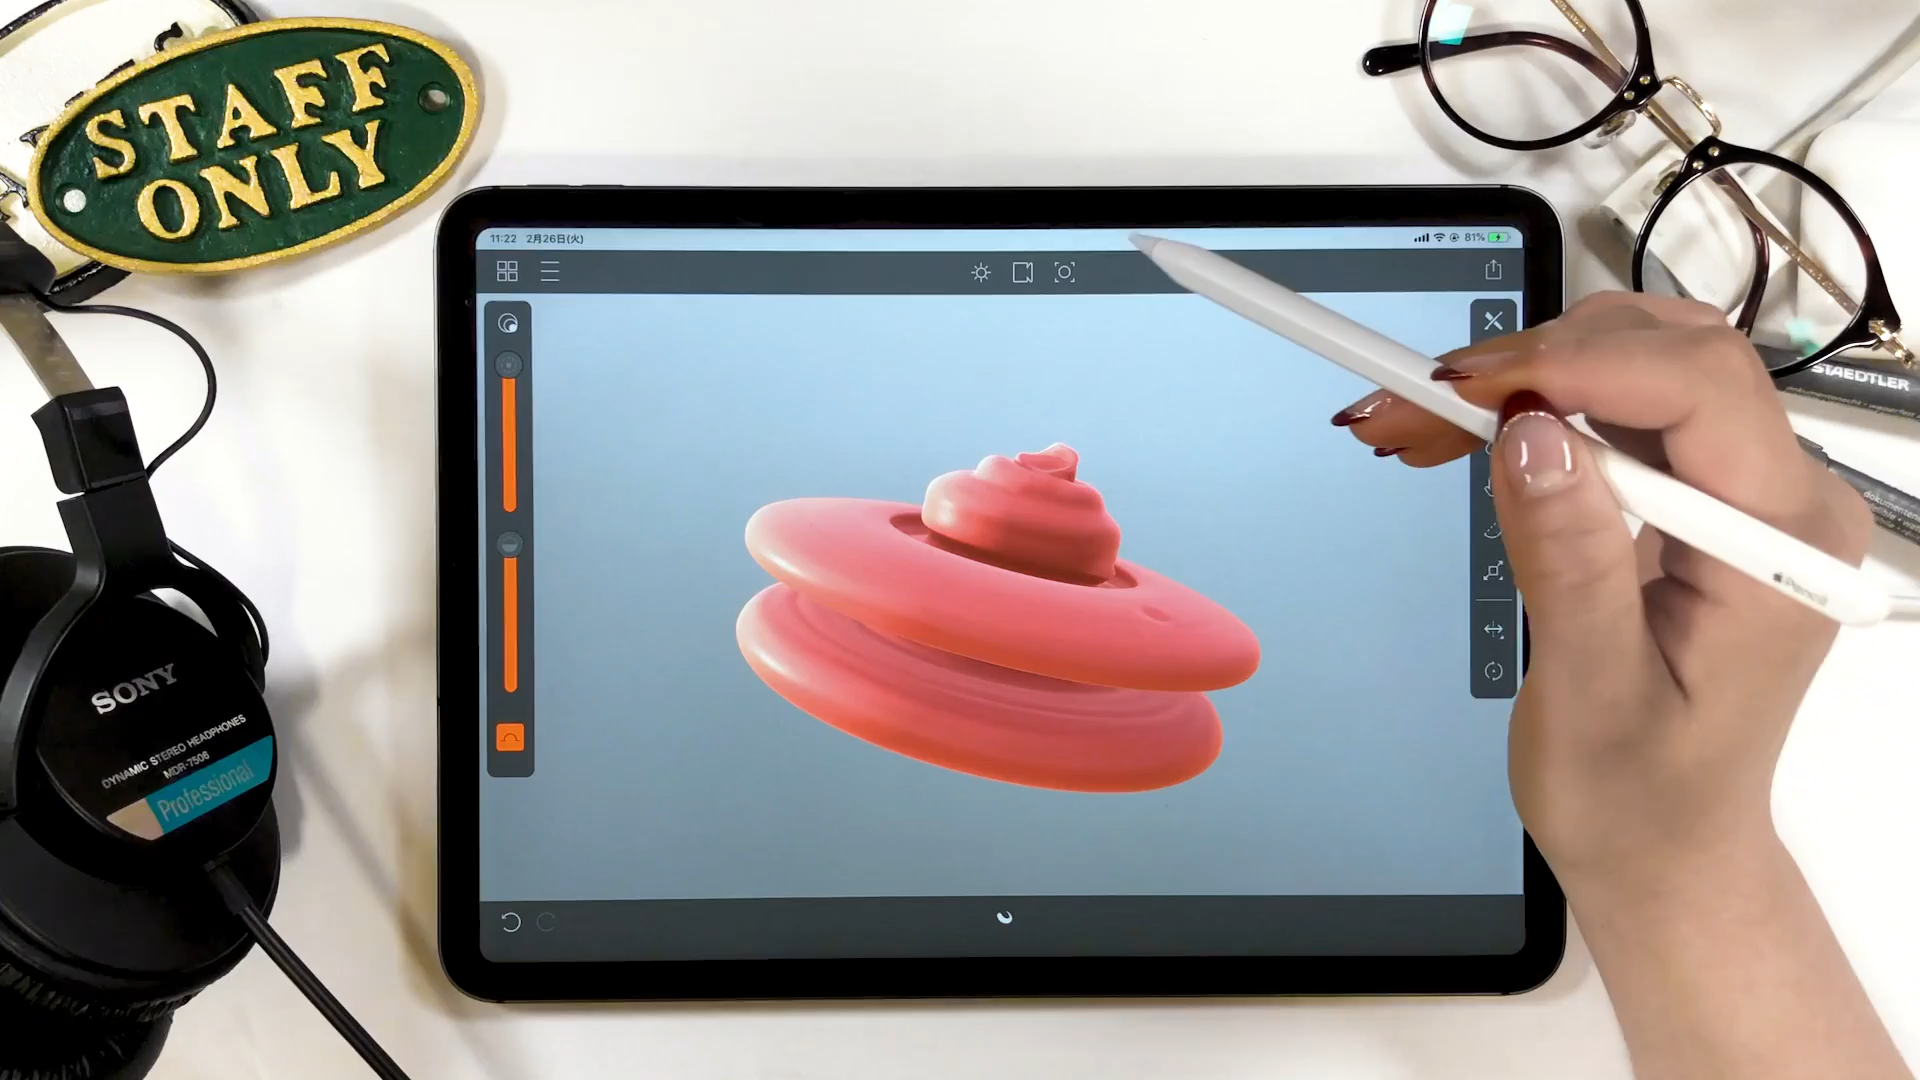 STAFF
ONLY
11:22 2月26日(火)
81%
STAEDTLER
SONY
DYNAMIC STEREO HEADPHONES
MDR-7506
Professional
Pencil